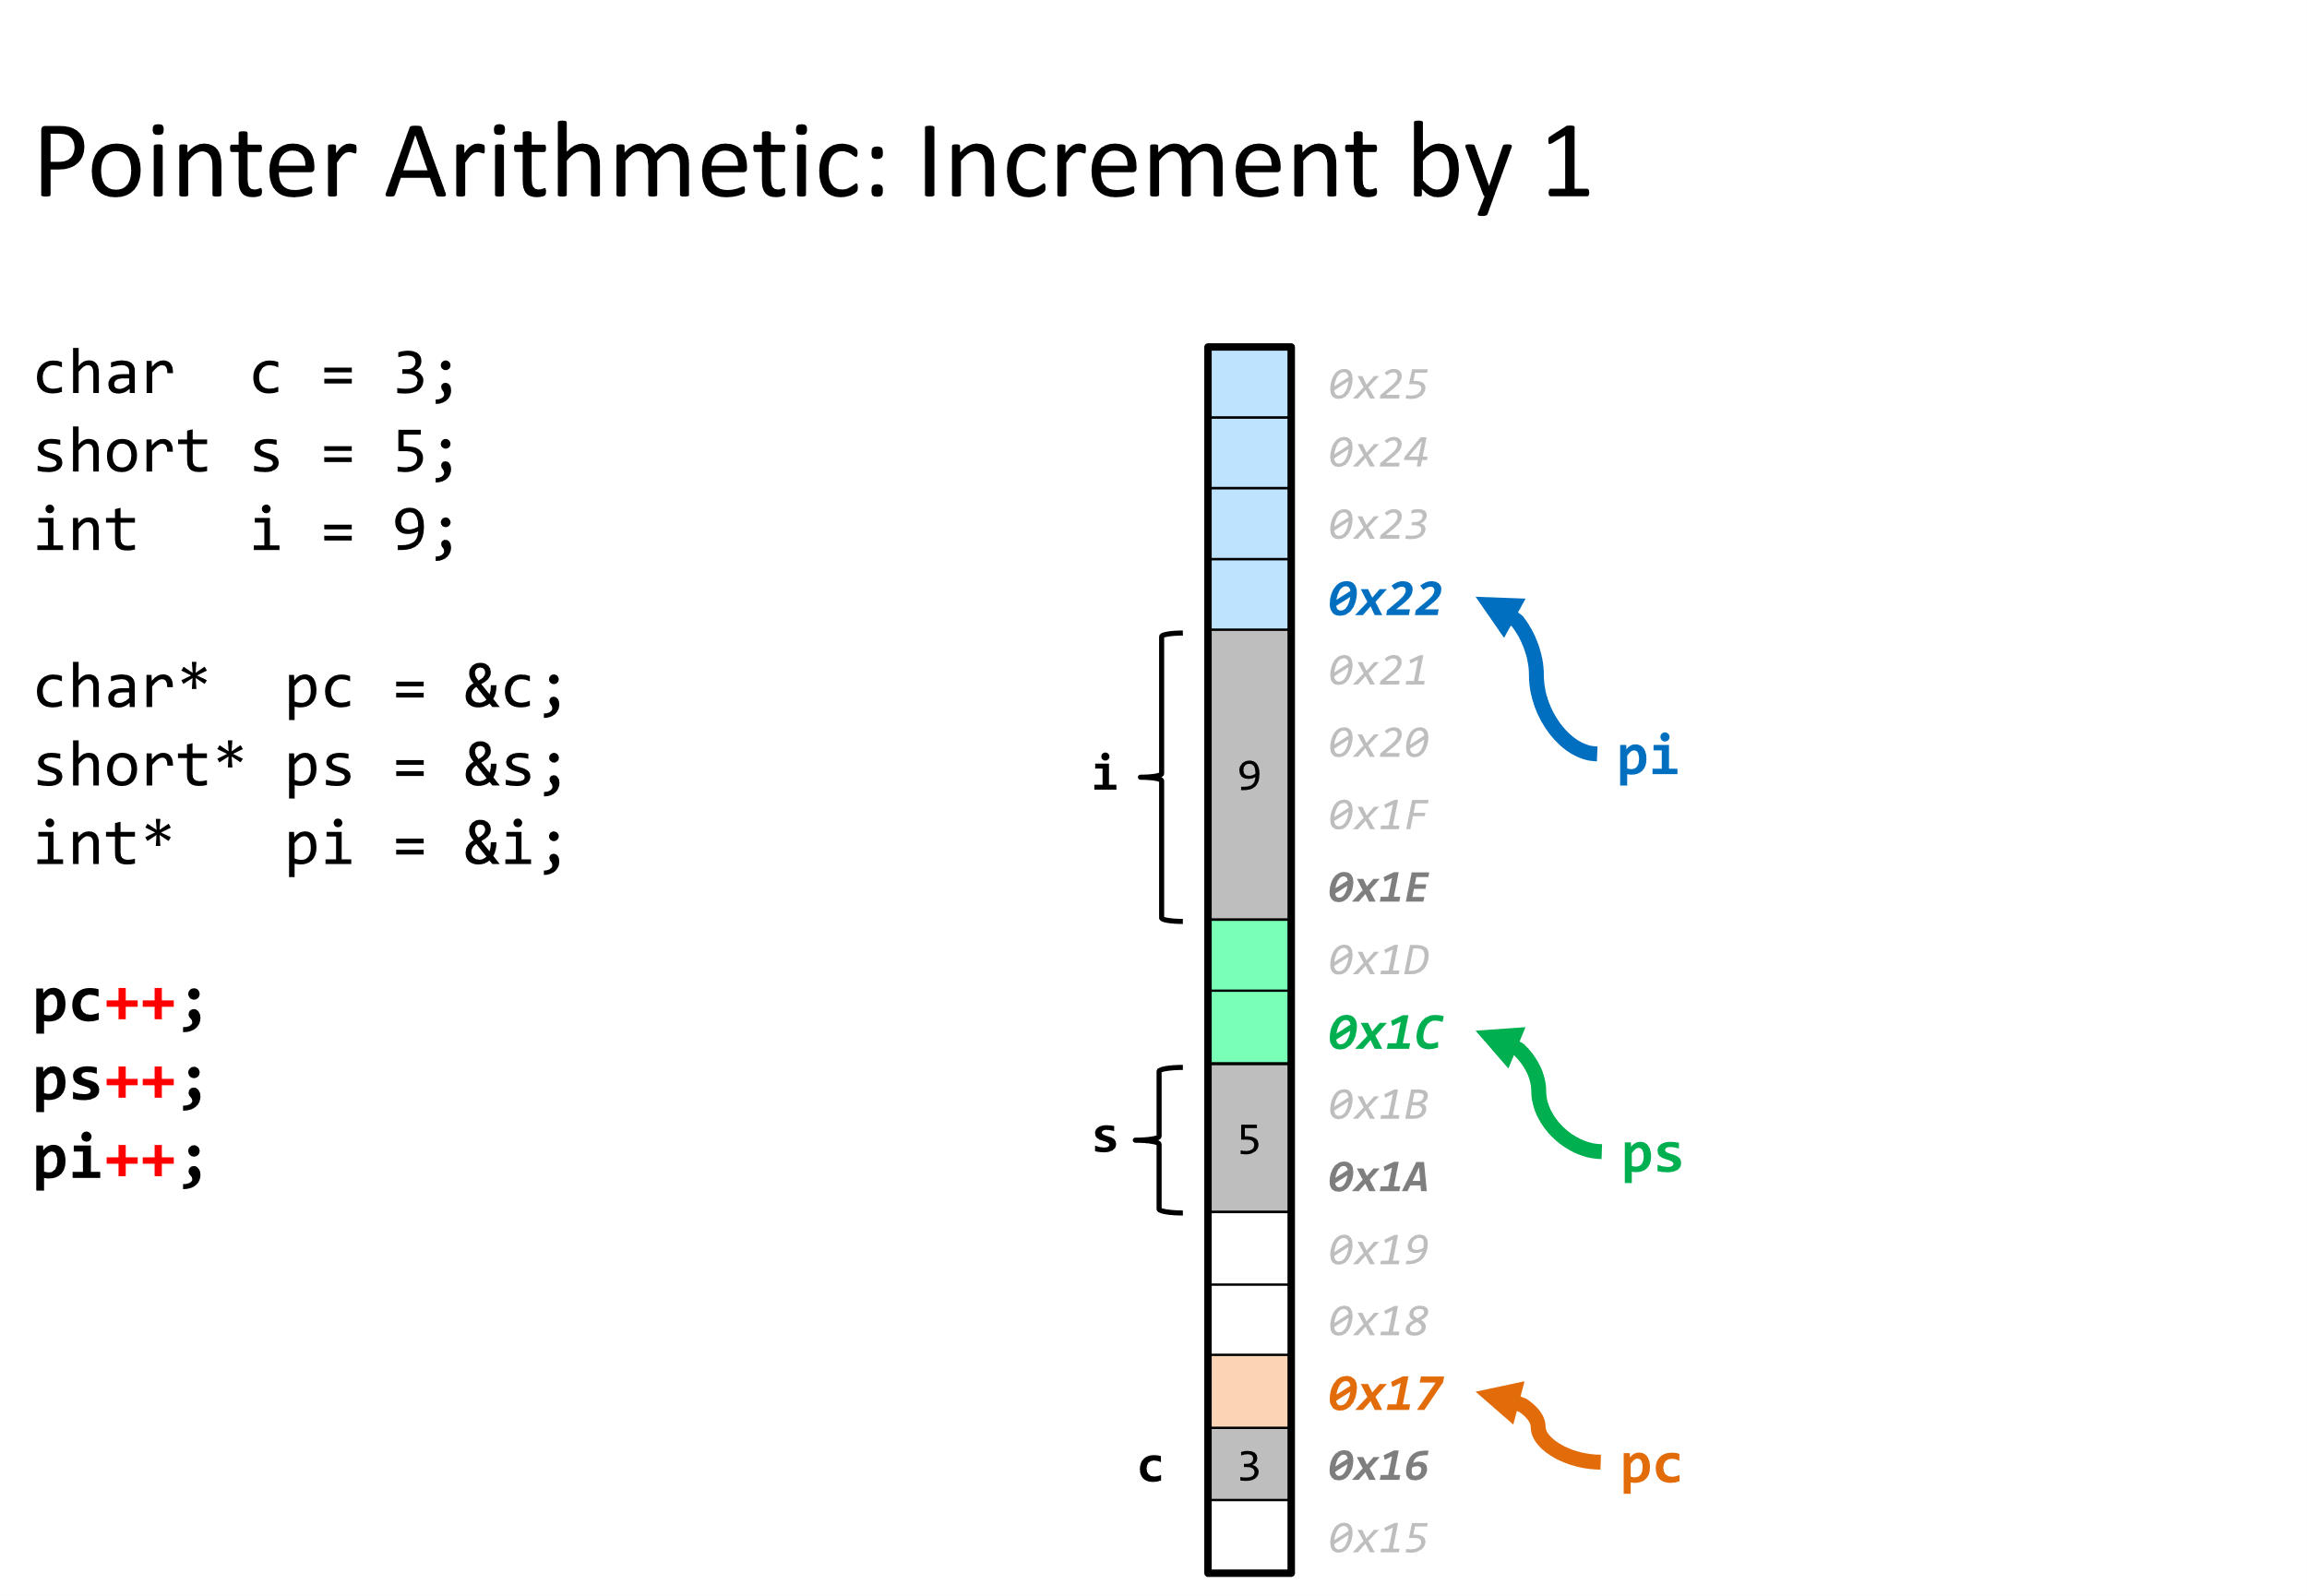 Pointer Arithmetic: Increment by 1
char  c = 3;
short s = 5;
int   i = 9;
char*  pc = &c;
short* ps = &s;
int*   pi = &i;
pc++;
ps++;
pi++;
0x25
0x24
0x23
0x22
0x21
0x20
pi
i
9
0x1F
0x1E
0x1D
0x1C
0x1B
s
5
ps
0x1A
0x19
0x18
0x17
c
3
0x16
pc
0x15